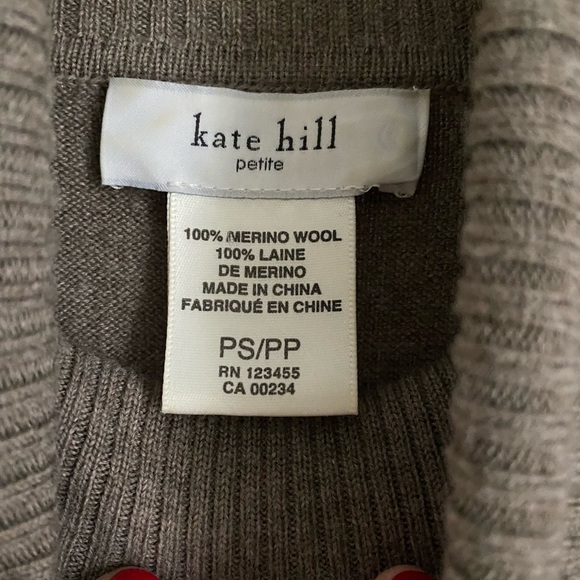 kate hill
petite
100% MERINO WOOL
100% LAINE
DE MERINO
MADE IN CHINA
FABRIQUÉ EN CHINE
PS/PP
RN 123455
CA 00234